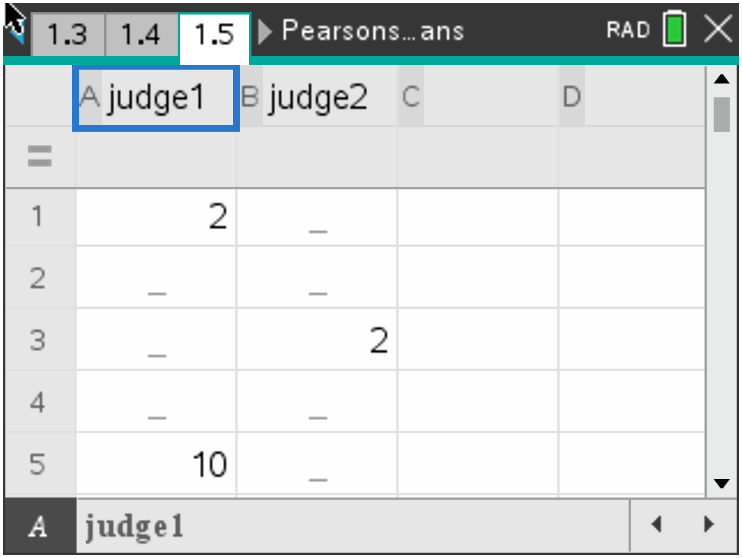 1.3 1.4 1.5 Pearsons…ans RAD
A judge1 B judge2 C D
=
1 2 _
2 _ _
3 _ 2
4 _ _
5 10 _
A judge1